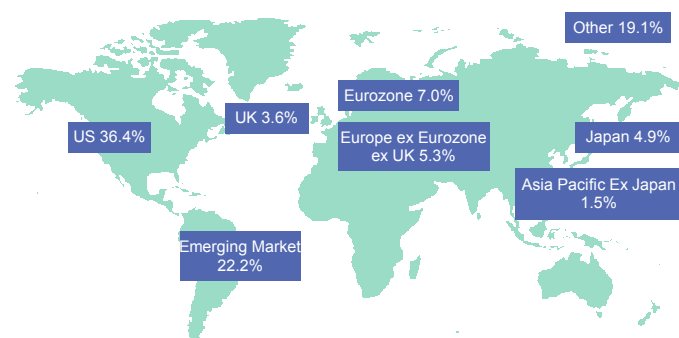 Other 19.1%
Eurozone 7.0%
UK 3.6%
US 36.4%
Europe ex Eurozone
ex UK 5.3%
Japan 4.9%
Asia Pacific Ex Japan
1.5%
Emerging Market
22.2%